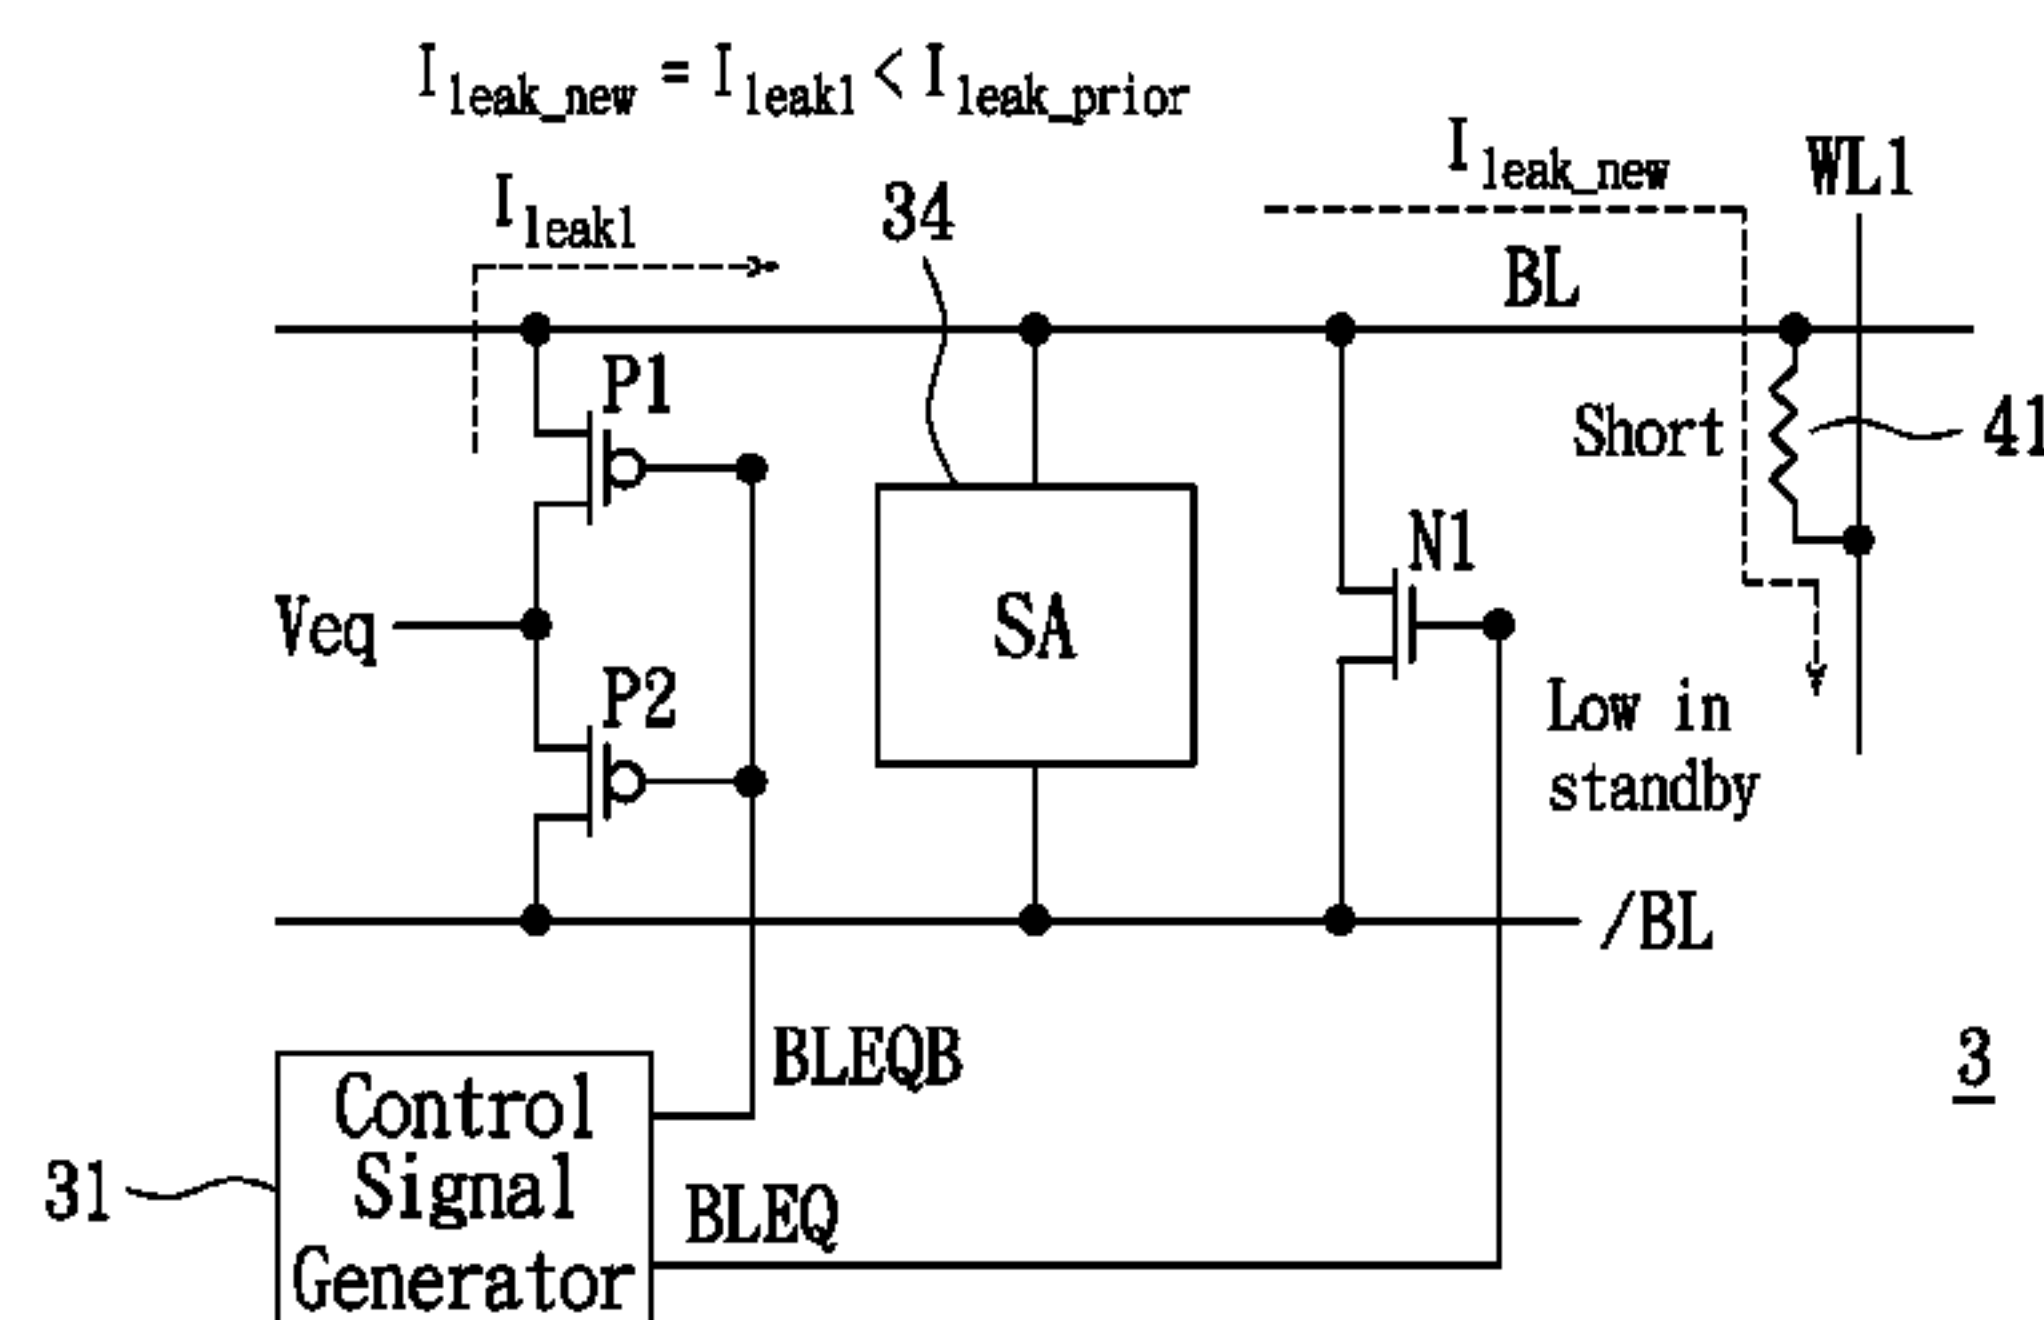 I leak_new = I leak1 < I leak_prior
I leak_new
WL1
I leak1
34
BL
P1
Short
41
N1
Veq
SA
P2
Low in
standby
/BL
BLEQB
3
Control
Signal
Generator
31
BLEQ